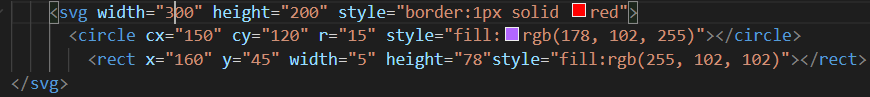 <svg width="300" height="200" style="border:1px solid red">
<circle cx="150" cy="120" r="15" style="fill:rgb(178, 102, 255)"></circle>
<rect x="160" y="45" width="5" height="78"style="fill:rgb(255, 102, 102)"></rect>
</svg>